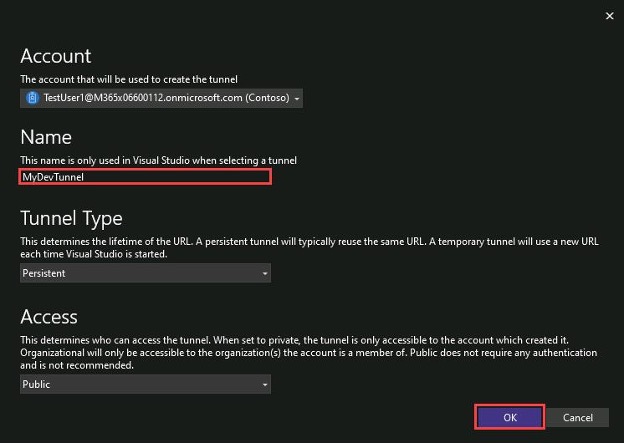 Account
The account that will be used to create the tunnel
TestUser1@M365x06600112.onmicrosoft.com (Contoso)
Name
This name is only used in Visual Studio when selecting a tunnel
MyDevTunnel
Tunnel Type
This determines the lifetime of the URL. A persistent tunnel will typically reuse the same URL. A temporary tunnel will use a new URL
each time Visual Studio is started.
Persistent
Access
This determines who can access the tunnel. When set to private, the tunnel is only accessible to the account which created it.
Organizational will only be accessible to the organization(s) the account is a member of. Public does not require any authentication
and is not recommended.
Public
OK
Cancel